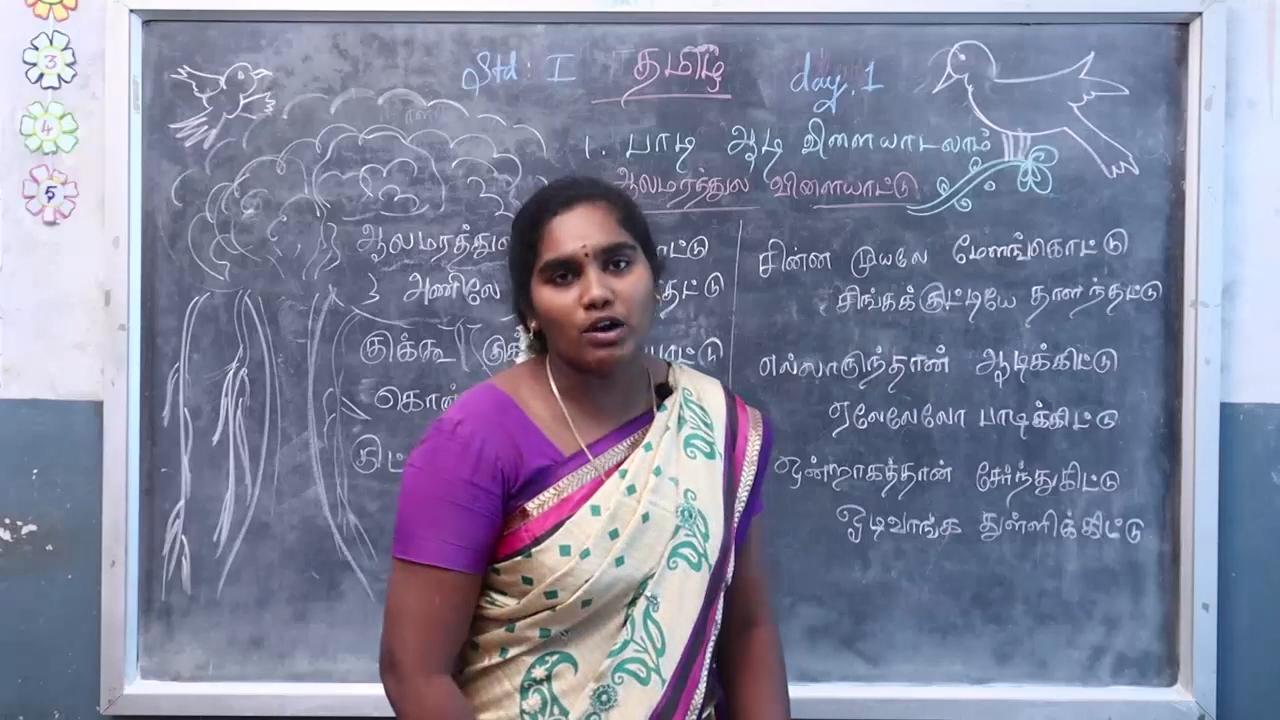 Std: I தமிழ் day. 1
1. பாடி ஆடி விளையாடலாம்
ஆலமரத்துல விளையாட்டு
ஆலமரத்துல
அணிலே
குக்கூ
சின்ன முயலே மேளங்கொட்டு
சிங்கக்குட்டியே தாளந்தட்டு
எல்லாருந்தான் ஆடிக்கிட்டு
ஏலேலேலோ பாடிக்கிட்டு
ஒன்றாகத்தான் சேர்ந்துகிட்டு
ஓடிவாங்க துள்ளிக்கிட்டு
3
4
5